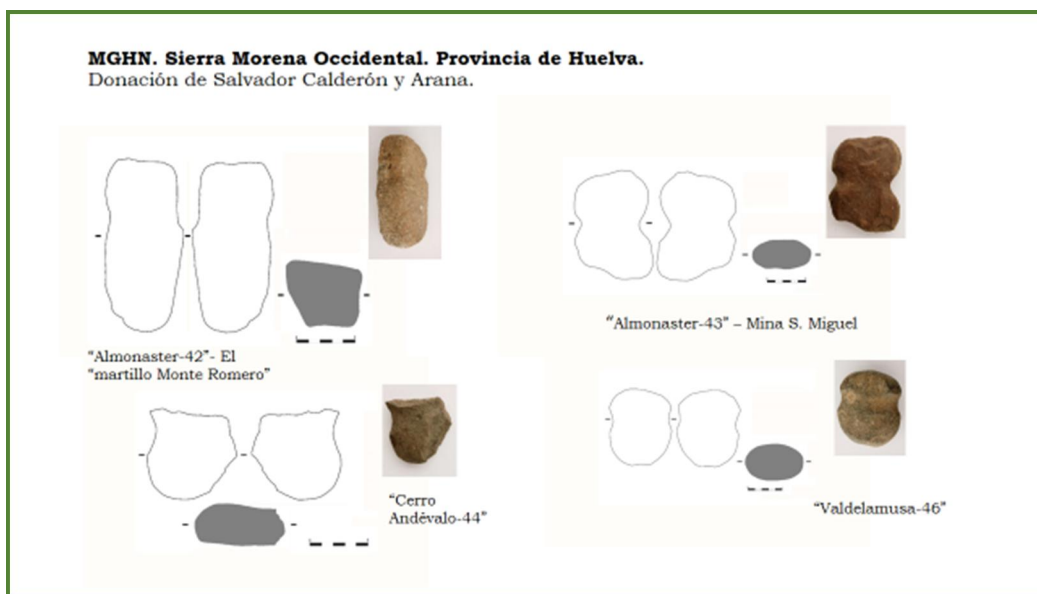 MGHN. Sierra Morena Occidental. Provincia de Huelva.
Donación de Salvador Calderón y Arana.
“Almonaster-42”- El
“martillo Monte Romero”
“Almonaster-43” – Mina S. Miguel
“Cerro
Andévalo-44”
“Valdelamusa-46”